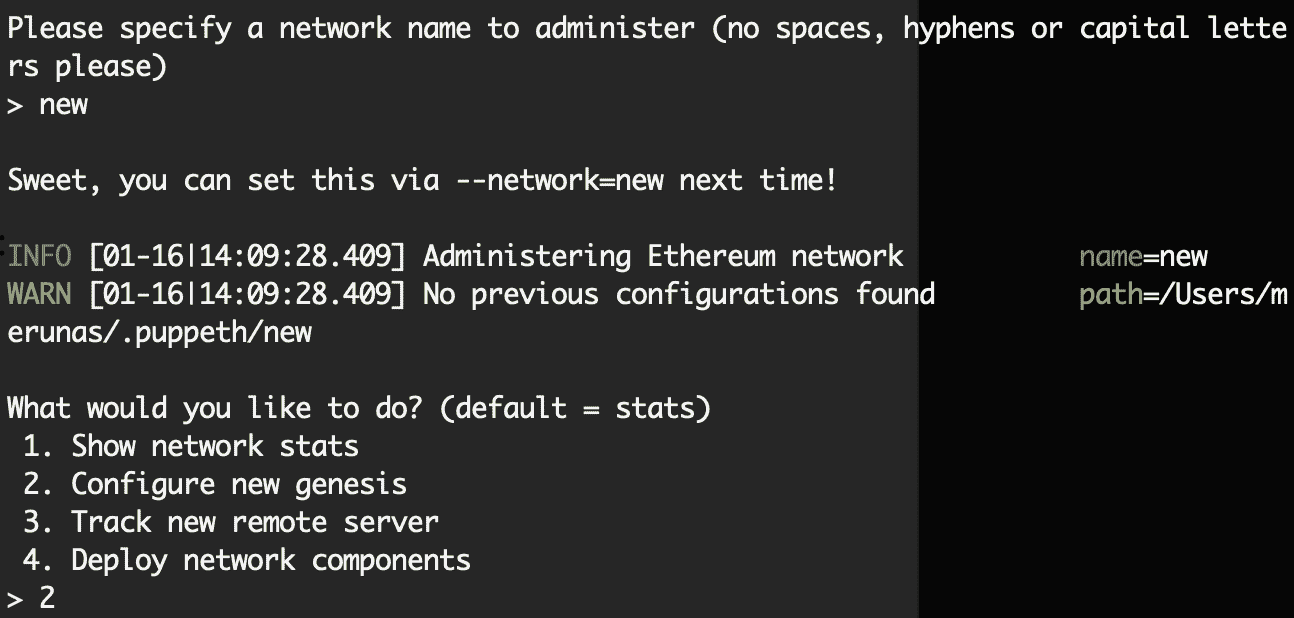 Please specify a network name to administer (no spaces, hyphens or capital lette
rs please)
> new
Sweet, you can set this via --network=new next time!
INFO [01-16|14:09:28.409] Administering Ethereum network name=new
WARN [01-16|14:09:28.409] No previous configurations found path=/Users/m
erunas/.puppeth/new
What would you like to do? (default = stats)
1. Show network stats
2. Configure new genesis
3. Track new remote server
4. Deploy network components
> 2